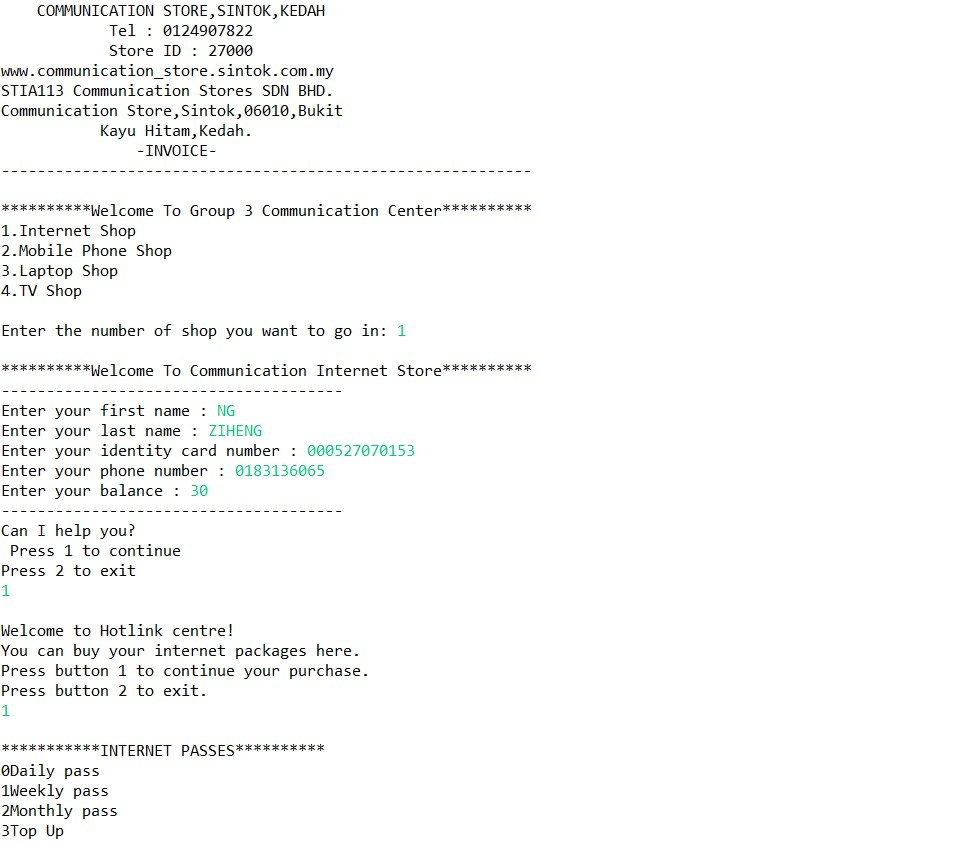 COMMUNICATION STORE,SINTOK,KEDAH
Tel : 0124907822
Store ID : 27000
www.communication_store.sintok.com.my
STIA113 Communication Stores SDN BHD.
Communication Store,Sintok,06010,Bukit
Kayu Hitam,Kedah.
-INVOICE-
-----------------------------------------------------------
**********Welcome To Group 3 Communication Center**********
1.Internet Shop
2.Mobile Phone Shop
3.Laptop Shop
4.TV Shop
Enter the number of shop you want to go in: 1
**********Welcome To Communication Internet Store**********
--------------------------------------
Enter your first name : NG
Enter your last name : ZIHENG
Enter your identity card number : 000527070153
Enter your phone number : 0183136065
Enter your balance : 30
--------------------------------------
Can I help you?
Press 1 to continue
Press 2 to exit
1
Welcome to Hotlink centre!
You can buy your internet packages here.
Press button 1 to continue your purchase.
Press button 2 to exit.
1
***********INTERNET PASSES**********
0Daily pass
1Weekly pass
2Monthly pass
3Top Up